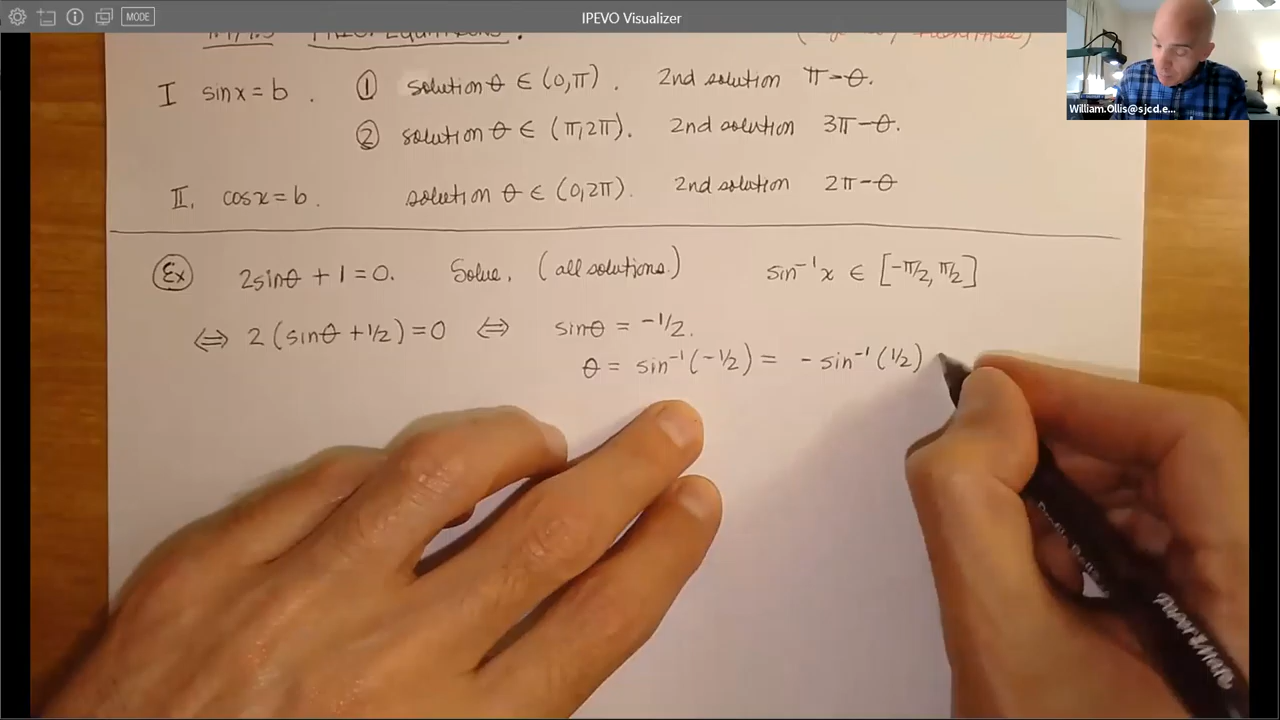 MODE
IPEVO Visualizer
William.Ollis@sjcd.e...
I sinx = b. ① solution θ ∈ (0,π). 2nd solution π-θ.
② solution θ ∈ (π,2π). 2nd solution 3π-θ.
II. cosx = b. solution θ ∈ (0,2π). 2nd solution 2π-θ
Ex 2sinθ + 1 = 0. Solve, (all solutions.) sin⁻¹x ∈ [-π/2, π/2]
⇔ 2(sinθ + 1/2) = 0 ⇔ sinθ = -1/2.
θ = sin⁻¹(-1/2) = - sin⁻¹(1/2)
PAPERMATE